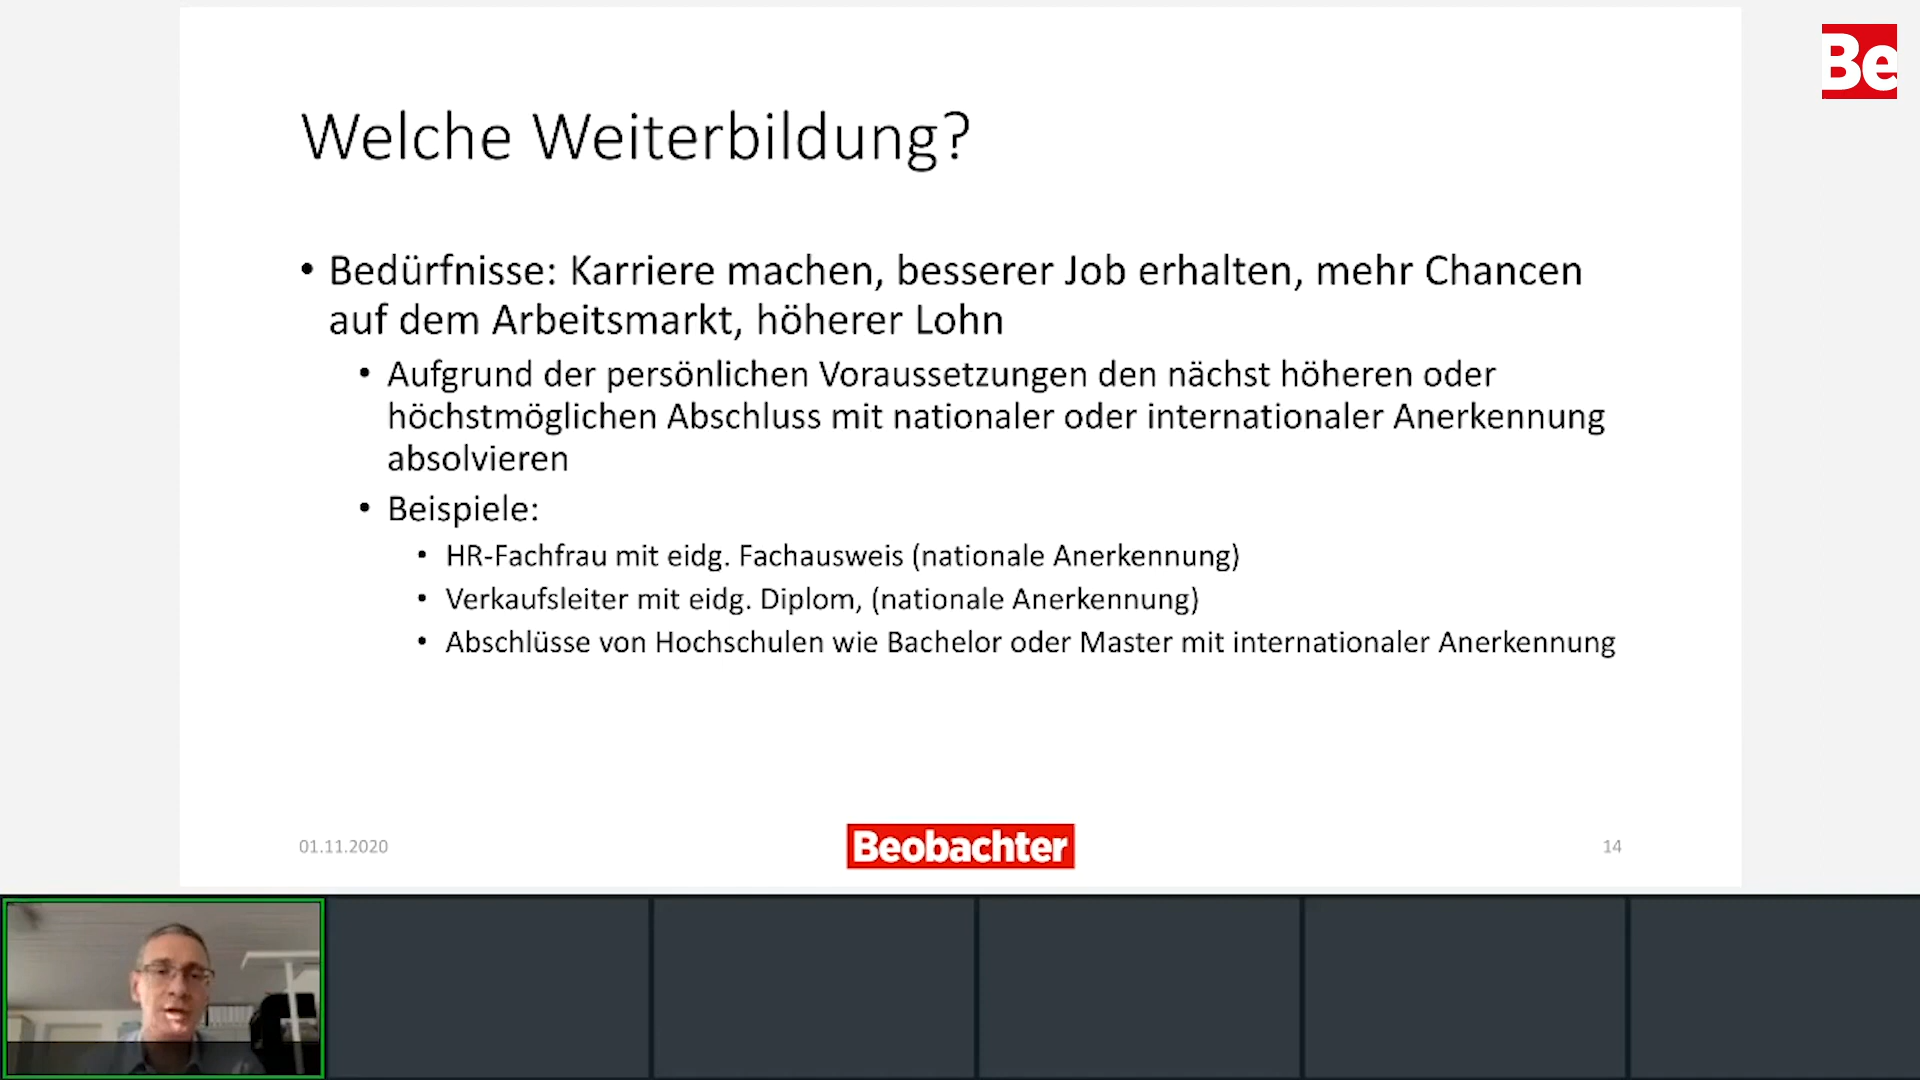 Be
Welche Weiterbildung?
• Bedürfnisse: Karriere machen, besserer Job erhalten, mehr Chancen
auf dem Arbeitsmarkt, höherer Lohn
• Aufgrund der persönlichen Voraussetzungen den nächst höheren oder
höchstmöglichen Abschluss mit nationaler oder internationaler Anerkennung
absolvieren
• Beispiele:
• HR-Fachfrau mit eidg. Fachausweis (nationale Anerkennung)
• Verkaufsleiter mit eidg. Diplom, (nationale Anerkennung)
• Abschlüsse von Hochschulen wie Bachelor oder Master mit internationaler Anerkennung
01.11.2020
Beobachter
14